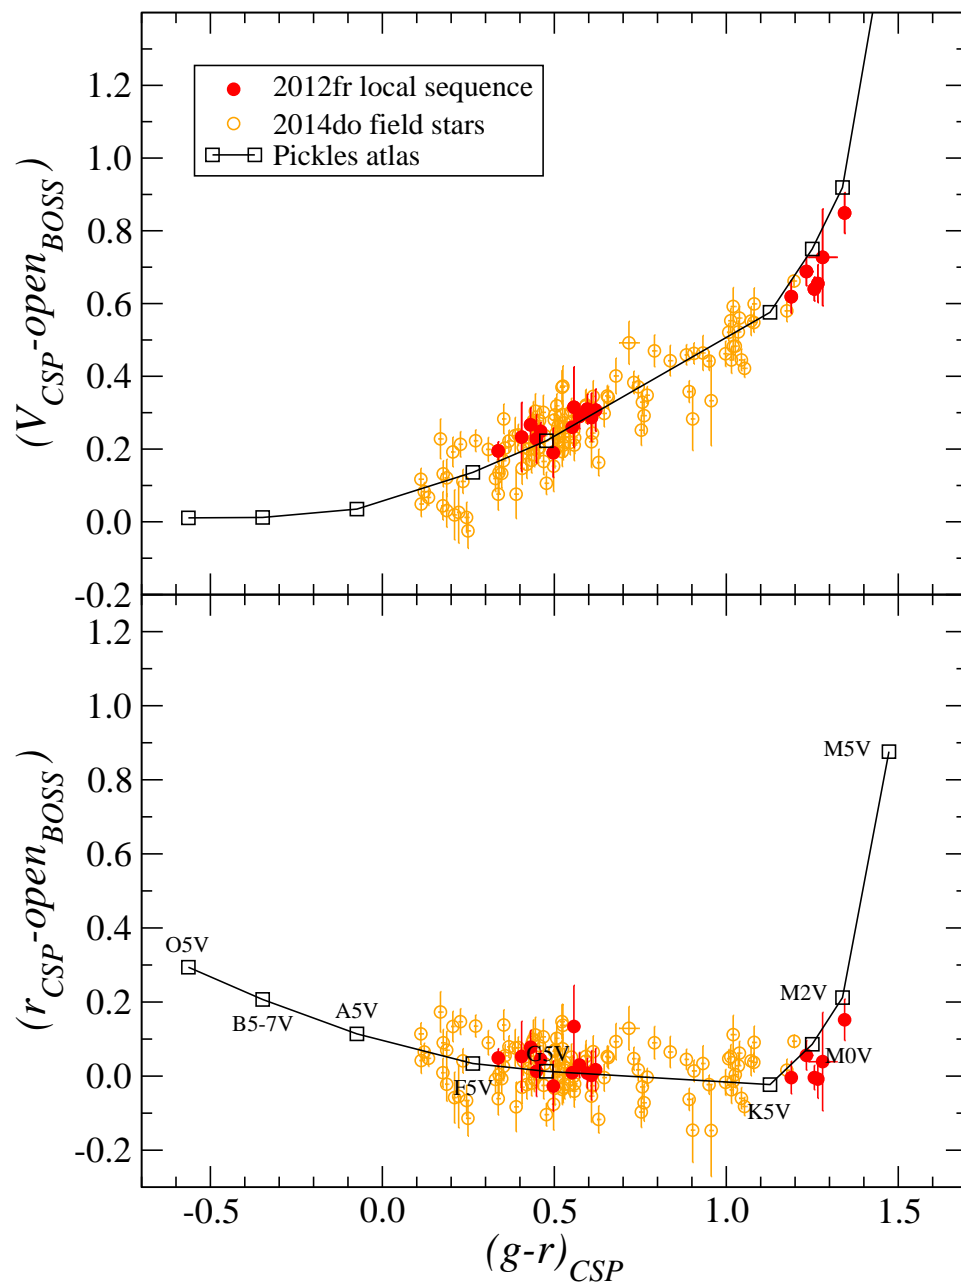 1.2
1.0
0.8
0.6
0.4
0.2
0.0
-0.2
(V_CSP-open_BOSS)
2012fr local sequence
2014do field stars
Pickles atlas
1.2
1.0
0.8
0.6
0.4
0.2
0.0
-0.2
(r_CSP-open_BOSS)
M5V
O5V
B5-7V
A5V
F5V
G5V
K5V
M2V
M0V
-0.5
0.0
0.5
1.0
1.5
(g-r)_CSP